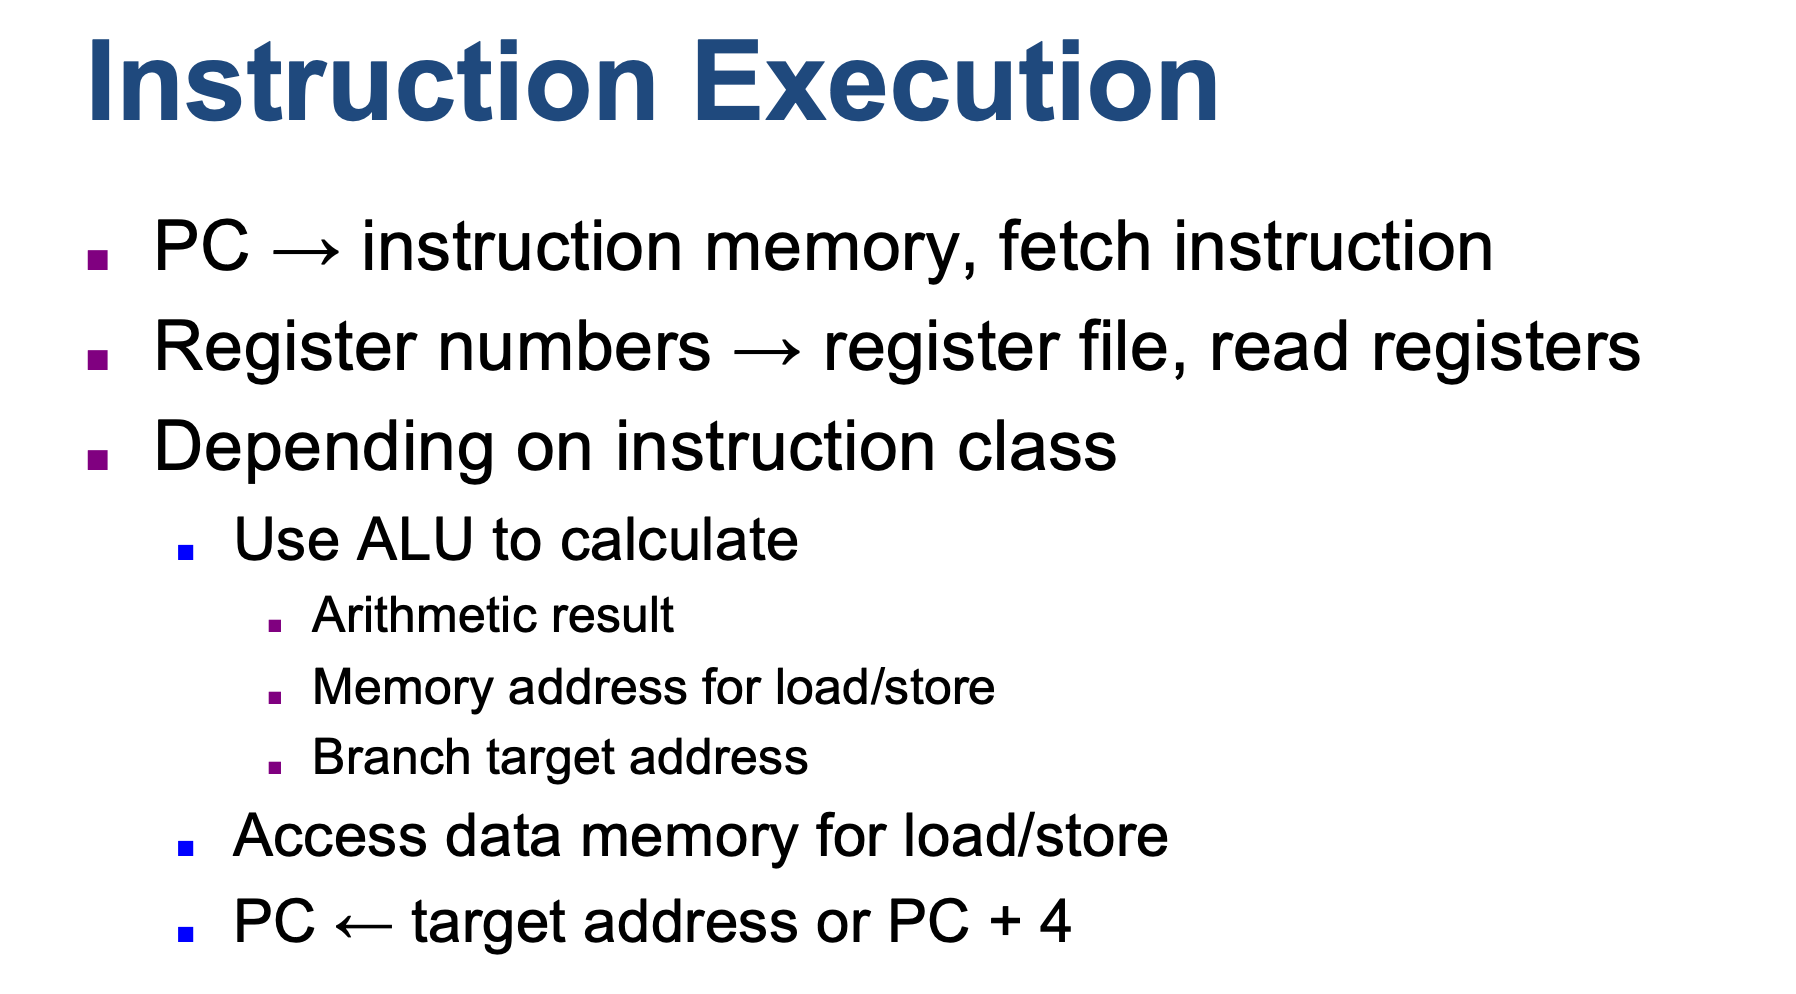 Instruction Execution
PC → instruction memory, fetch instruction
Register numbers → register file, read registers
Depending on instruction class
Use ALU to calculate
Arithmetic result
Memory address for load/store
Branch target address
Access data memory for load/store
PC ← target address or PC + 4